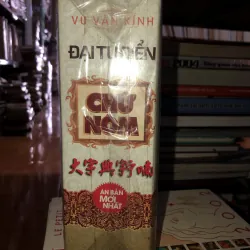 VŨ VĂN KÍNH
ĐẠI TỰ ĐIỂN
CHỮ
NÔM
大字典𡨸喃
ẤN BẢN
MỚI
NHẤT